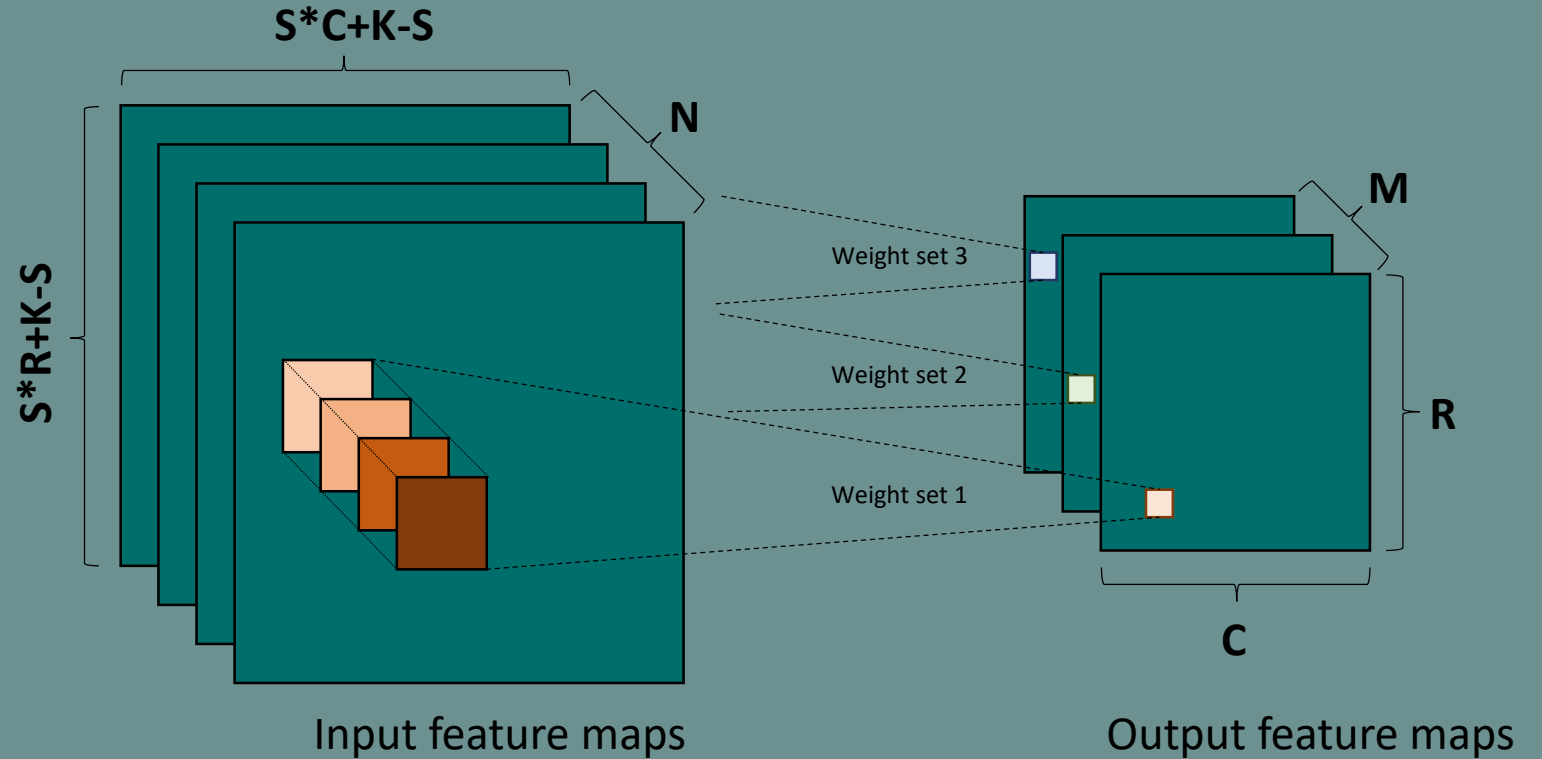 S*C+K-S
N
S*R+K-S
M
Weight set 3
Weight set 2
R
Weight set 1
C
Input feature maps
Output feature maps